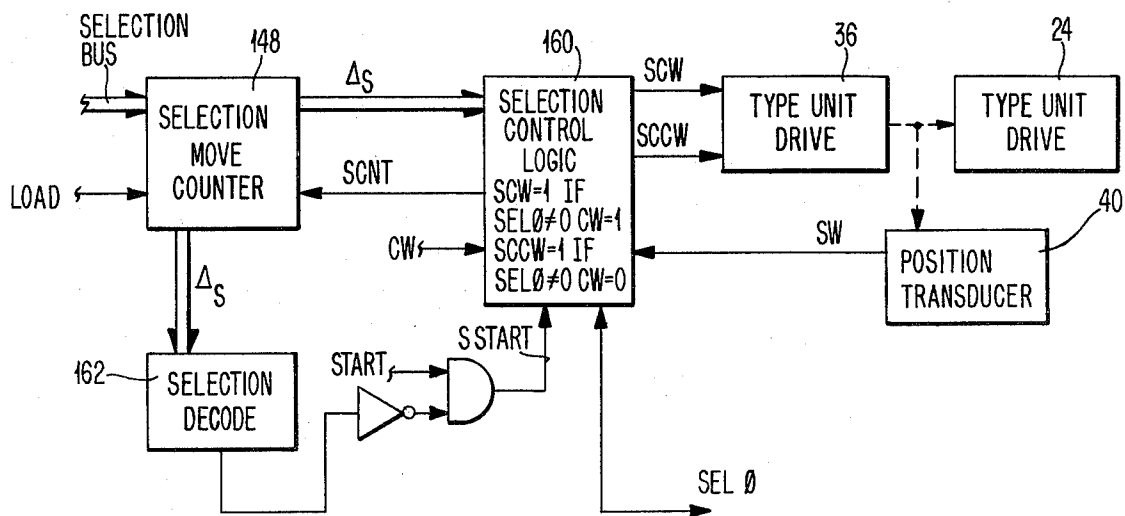 SELECTION
BUS
148
SELECTION
MOVE
COUNTER
ΔS
LOAD
SCNT
160
SELECTION
CONTROL
LOGIC
SCW=1 IF
SELØ≠0 CW=1
SCCW=1 IF
SELØ≠0 CW=0
CW
SCW
SCCW
36
TYPE UNIT
DRIVE
24
TYPE UNIT
DRIVE
SW
40
POSITION
TRANSDUCER
ΔS
162
SELECTION
DECODE
START
S START
SEL Ø